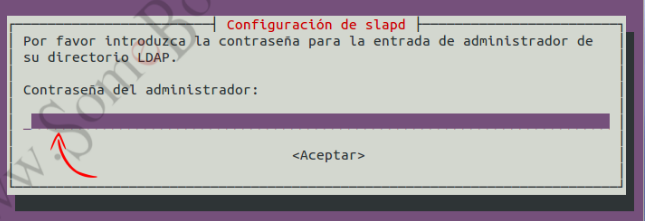 Configuración de slapd
Por favor introduzca la contraseña para la entrada de administrador de
su directorio LDAP.
Contraseña del administrador:
<Aceptar>